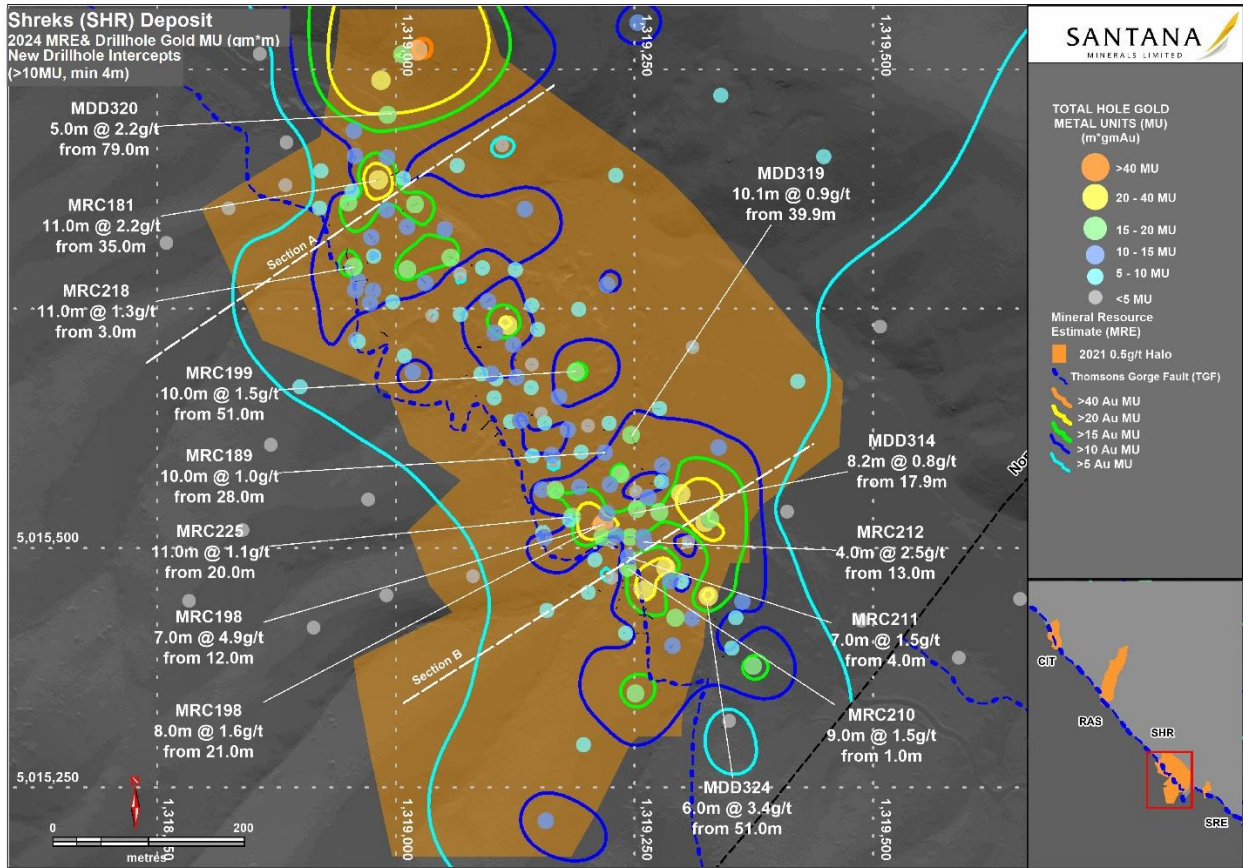 Shreks (SHR) Deposit
2024 MRE& Drillhole Gold MU (gm*m)
New Drillhole Intercepts
(>10MU, min 4m)
MDD320
5.0m @ 2.2g/t
from 79.0m
MRC181
11.0m @ 2.2g/t
from 35.0m
MRC218
11.0m @ 1.3g/t
from 3.0m
MRC199
10.0m @ 1.5g/t
from 51.0m
MRC189
10.0m @ 1.0g/t
from 28.0m
MRC225
11.0m @ 1.1g/t
from 20.0m
MRC198
7.0m @ 4.9g/t
from 12.0m
MRC198
8.0m @ 1.6g/t
from 21.0m
MDD319
10.1m @ 0.9g/t
from 39.9m
MDD314
8.2m @ 0.8g/t
from 17.9m
MRC212
4.0m @ 2.5g/t
from 13.0m
MRC211
7.0m @ 1.5g/t
from 4.0m
MRC210
9.0m @ 1.5g/t
from 1.0m
MDD324
6.0m @ 3.4g/t
from 51.0m
Section A
Section B
1,319,000
1,319,250
1,319,500
5,015,500
5,015,250
1,319,000
1,319,250
1,319,500
0
200
metres
SANTANA
MINERALS LIMITED
TOTAL HOLE GOLD
METAL UNITS (MU)
(m*gmAu)
>40 MU
20 - 40 MU
15 - 20 MU
10 - 15 MU
5 - 10 MU
<5 MU
Mineral Resource
Estimate (MRE)
2021 0.5g/t Halo
Thomsons Gorge Fault (TGF)
>40 Au MU
>20 Au MU
>15 Au MU
>10 Au MU
>5 Au MU
CIT
RAS
SHR
SRE